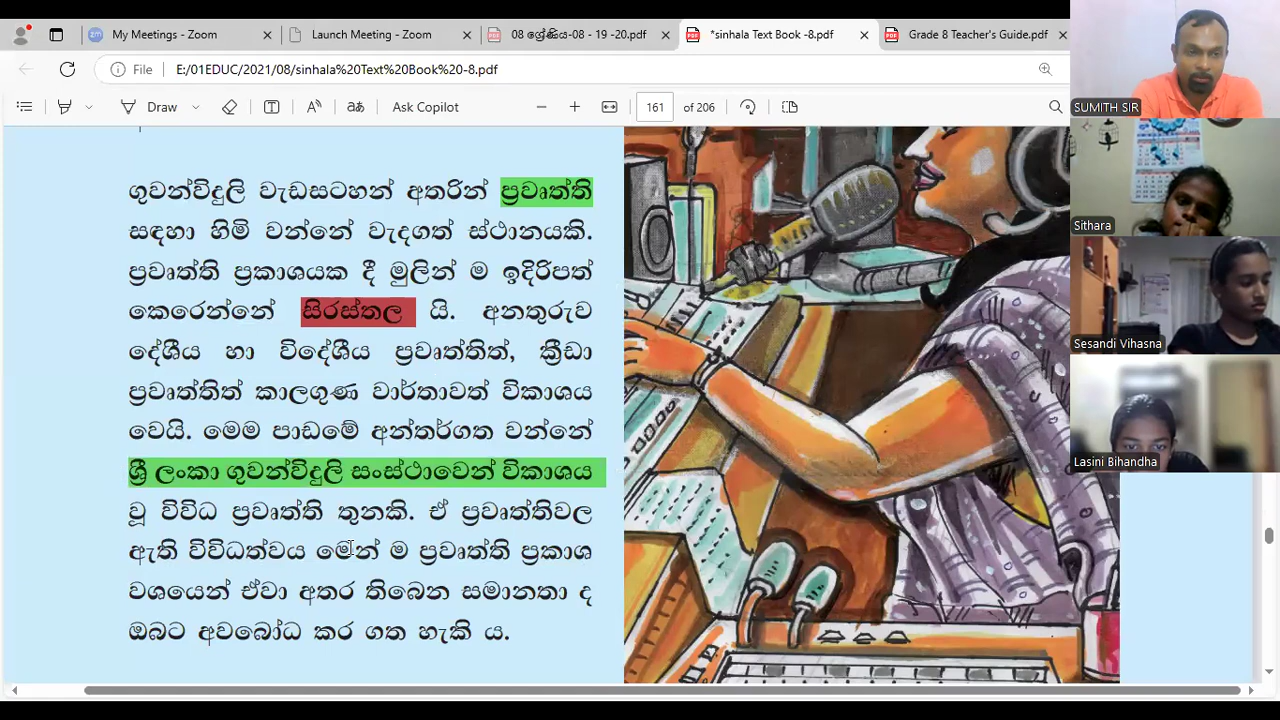 My Meetings - Zoom
Launch Meeting - Zoom
08 ශ්‍රේණිය-08 - 19 -20.pdf
*sinhala Text Book -8.pdf
Grade 8 Teacher's Guide.pdf
File
E:/01EDUC/2021/08/sinhala%20Text%20Book%20-8.pdf
Draw
Ask Copilot
161 of 206
ගුවන්විදුලි වැඩසටහන් අතරින් ප්‍රවෘත්ති
සඳහා හිමි වන්නේ වැදගත් ස්ථානයකි.
ප්‍රවෘත්ති ප්‍රකාශයක දී මුලින් ම ඉදිරිපත්
කෙරෙන්නේ සිරස්තල යි. අනතුරුව
දේශීය හා විදේශීය ප්‍රවෘත්තිත්, ක්‍රීඩා
ප්‍රවෘත්තිත් කාලගුණ වාර්තාවත් විකාශය
වෙයි. මෙම පාඩමේ අන්තර්ගත වන්නේ
ශ්‍රී ලංකා ගුවන්විදුලි සංස්ථාවෙන් විකාශය
වූ විවිධ ප්‍රවෘත්ති තුනකි. ඒ ප්‍රවෘත්තිවල
ඇති විවිධත්වය මෙන් ම ප්‍රවෘත්ති ප්‍රකාශ
වශයෙන් ඒවා අතර තිබෙන සමානතා ද
ඔබට අවබෝධ කර ගත හැකි ය.
SUMITH SIR
Sithara
Sesandi Vihasna
Lasini Bihandha